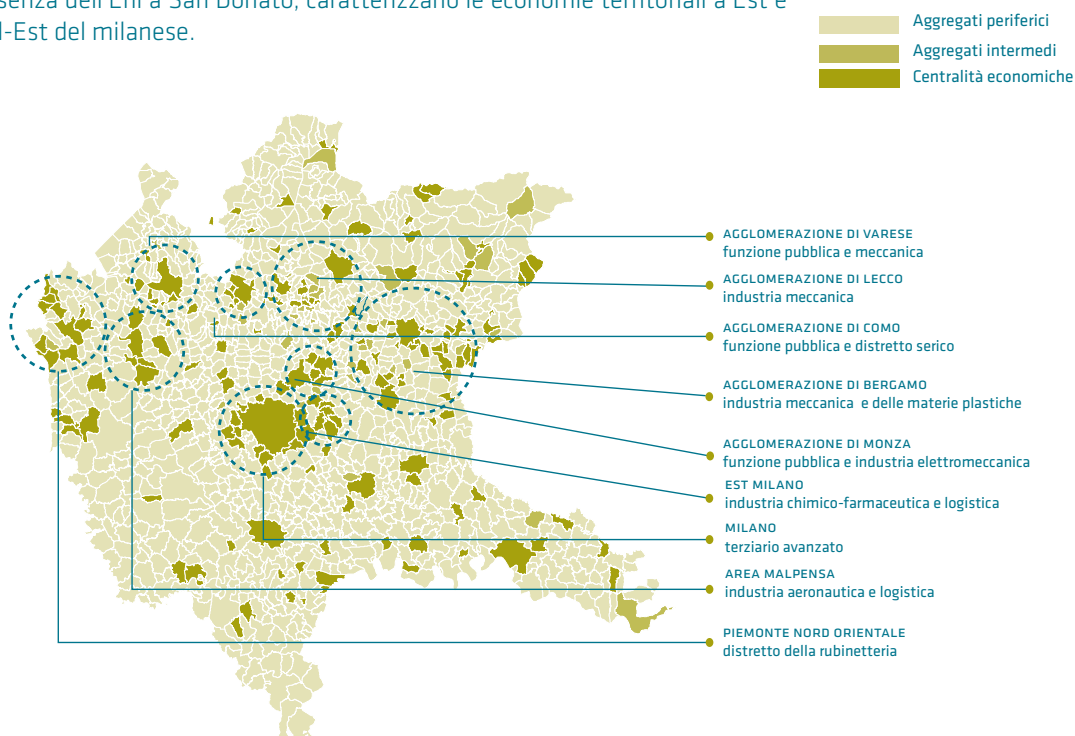 dell'Eni a San Donato, caratterizzano le economie territoriali a Est e
del milanese.
Aggregati periferici
Aggregati intermedi
Centralità economiche
AGGLOMERAZIONE DI VARESE
funzione pubblica e meccanica
AGGLOMERAZIONE DI LECCO
industria meccanica
AGGLOMERAZIONE DI COMO
funzione pubblica e distretto serico
AGGLOMERAZIONE DI BERGAMO
industria meccanica e delle materie plastiche
AGGLOMERAZIONE DI MONZA
funzione pubblica e industria elettromeccanica
EST MILANO
industria chimico-farmaceutica e logistica
MILANO
terziario avanzato
AREA MALPENSA
industria aeronautica e logistica
PIEMONTE NORD ORIENTALE
distretto della rubinetteria